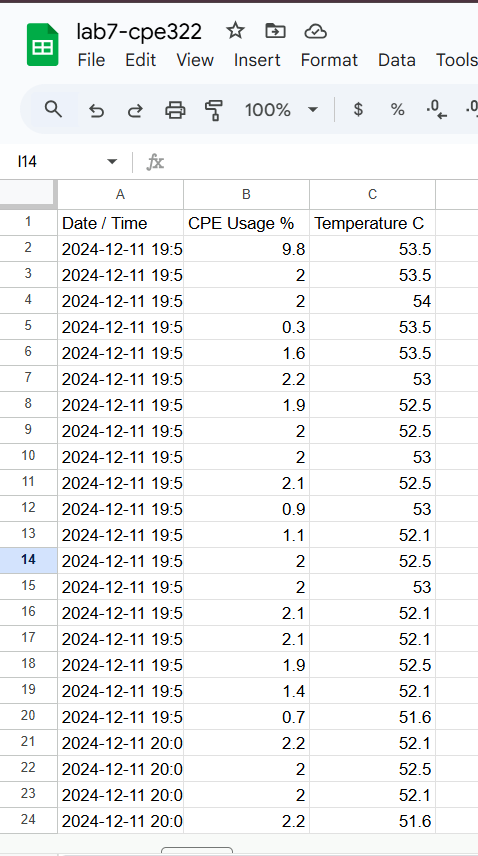 lab7-cpe322
File Edit View Insert Format Data Tools
100% $ % .0 .0
I14 fx
A B C
1 Date / Time CPE Usage % Temperature C
2 2024-12-11 19:5 9.8 53.5
3 2024-12-11 19:5 2 53.5
4 2024-12-11 19:5 2 54
5 2024-12-11 19:5 0.3 53.5
6 2024-12-11 19:5 1.6 53.5
7 2024-12-11 19:5 2.2 53
8 2024-12-11 19:5 1.9 52.5
9 2024-12-11 19:5 2 52.5
10 2024-12-11 19:5 2 53
11 2024-12-11 19:5 2.1 52.5
12 2024-12-11 19:5 0.9 53
13 2024-12-11 19:5 1.1 52.1
14 2024-12-11 19:5 2 52.5
15 2024-12-11 19:5 2 53
16 2024-12-11 19:5 2.1 52.1
17 2024-12-11 19:5 2.1 52.1
18 2024-12-11 19:5 1.9 52.5
19 2024-12-11 19:5 1.4 52.1
20 2024-12-11 19:5 0.7 51.6
21 2024-12-11 20:0 2.2 52.1
22 2024-12-11 20:0 2 52.5
23 2024-12-11 20:0 2 52.1
24 2024-12-11 20:0 2.2 51.6